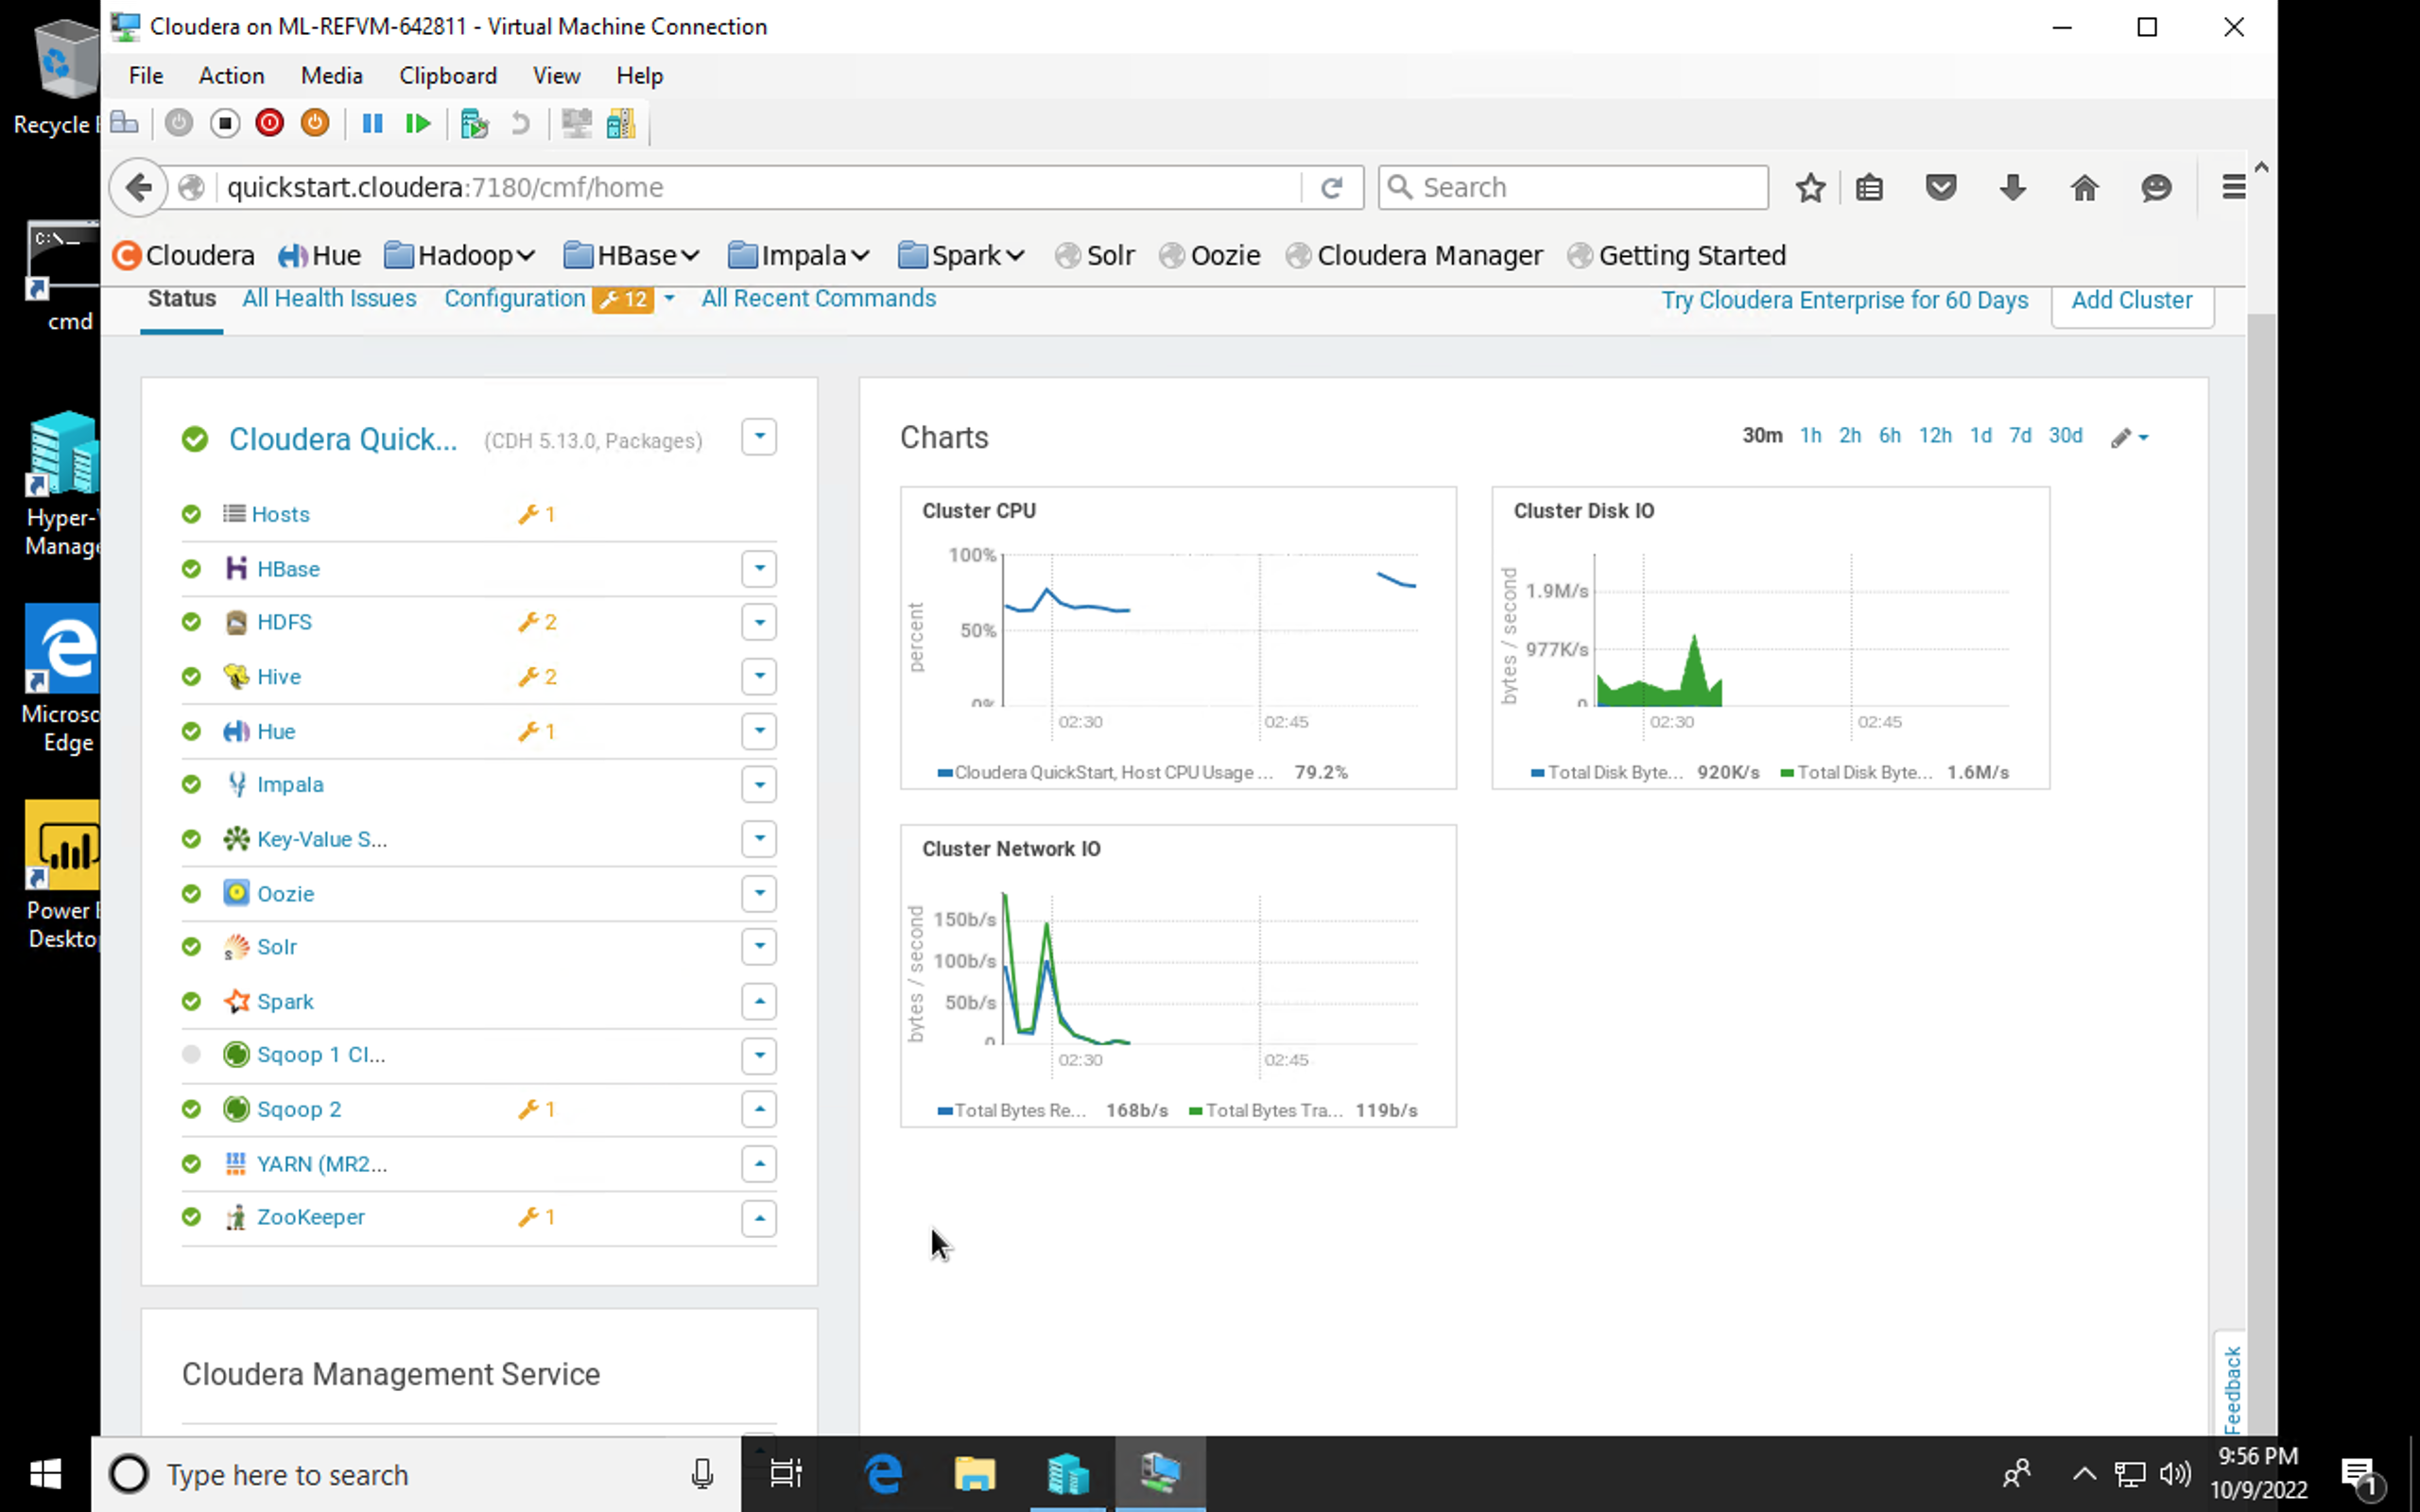 Cloudera on ML-REFVM-642811 - Virtual Machine Connection
File Action Media Clipboard View Help
quickstart.cloudera:7180/cmf/home
Search
Cloudera Hue Hadoop HBase Impala Spark Solr Oozie Cloudera Manager Getting Started
Status All Health Issues Configuration 12 All Recent Commands Try Cloudera Enterprise for 60 Days Add Cluster
Recycle
C:\_
cmd
Hyper-
Manage
Microso
Edge
Power
Deskto
Cloudera Quick... (CDH 5.13.0, Packages)
Hosts 1
HBase
HDFS 2
Hive 2
Hue 1
Impala
Key-Value S...
Oozie
Solr
Spark
Sqoop 1 Cl...
Sqoop 2 1
YARN (MR2...
ZooKeeper 1
Cloudera Management Service
Charts
30m 1h 2h 6h 12h 1d 7d 30d
Cluster CPU
percent
100%
50%
0%
02:30 02:45
Cloudera QuickStart, Host CPU Usage ... 79.2%
Cluster Disk IO
bytes / second
1.9M/s
977K/s
0
02:30 02:45
Total Disk Byte... 920K/s Total Disk Byte... 1.6M/s
Cluster Network IO
bytes / second
150b/s
100b/s
50b/s
0
02:30 02:45
Total Bytes Re... 168b/s Total Bytes Tra... 119b/s
Feedback
Type here to search
9:56 PM
10/9/2022
1